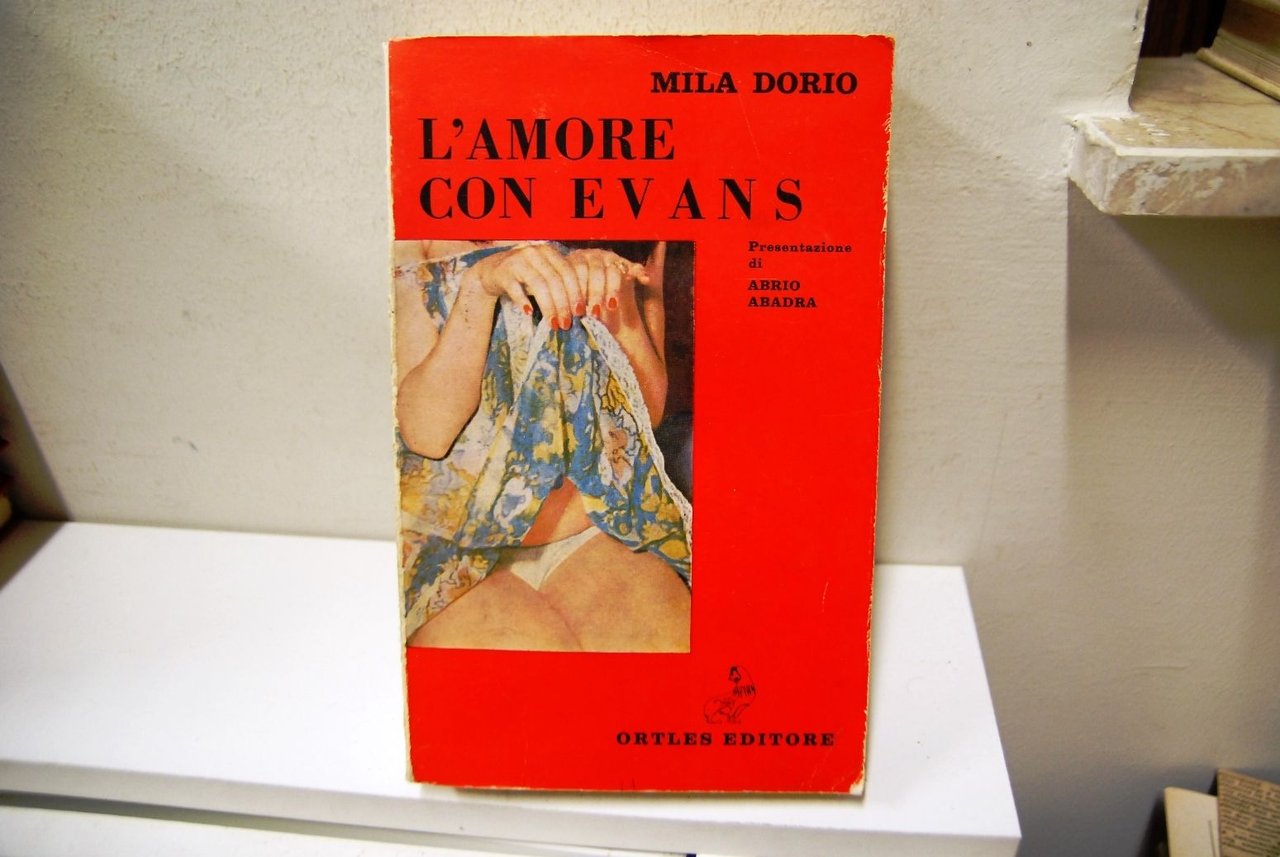 MILA DORIO
L'AMORE
CON EVANS
Presentazione
di
ABRIO
ABADRA
ORTLES EDITORE